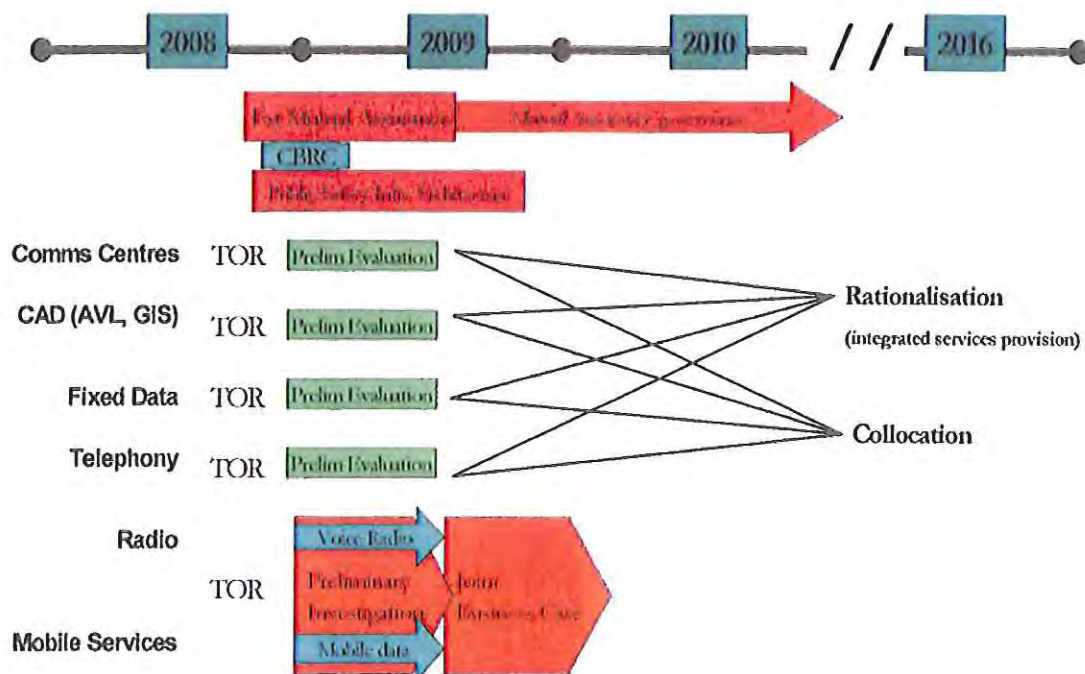 2008 2009 2010 / / 2016
CBRC
Comms Centres TOR Prelim Evaluation
Rationalisation
CAD (AVL, GIS) TOR Prelim Evaluation
(integrated services provision)
Fixed Data TOR Prelim Evaluation
Collocation
Telephony TOR Prelim Evaluation
Radio
Voice Radio
TOR
Preliminary
Investigation
Joint
Business Case
Mobile Services
Mobile data